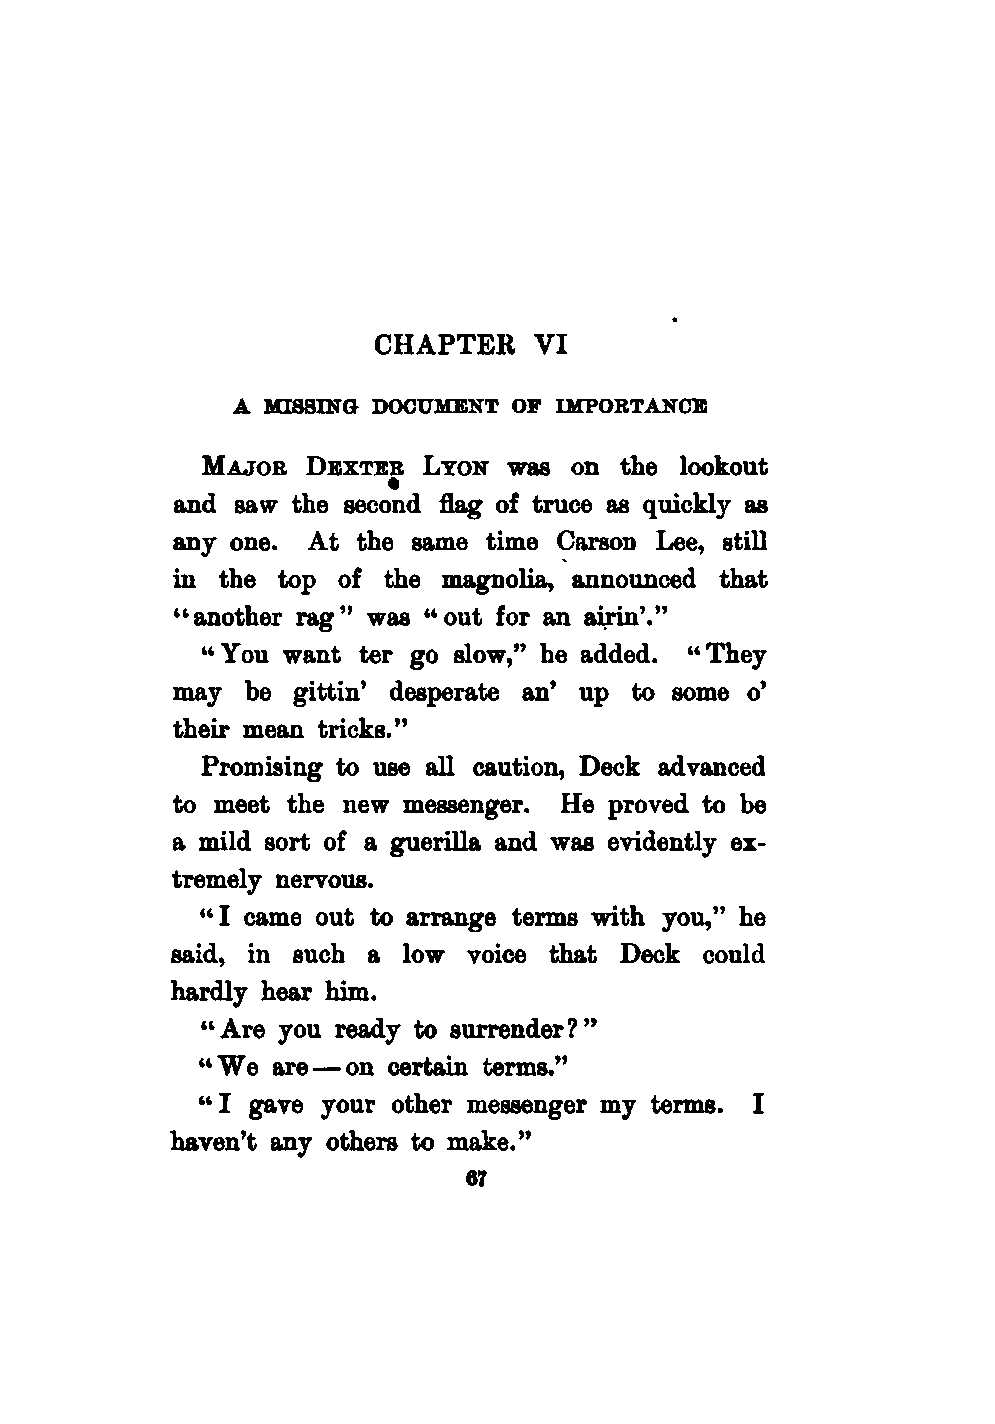 CHAPTER VI
A MISSING DOCUMENT OF IMPORTANCE
MAJOR DEXTER LYON was on the lookout
and saw the second flag of truce as quickly as
any one. At the same time Carson Lee, still
in the top of the magnolia, announced that
“another rag” was “out for an airin’.”
“You want ter go slow,” he added. “They
may be gittin’ desperate an’ up to some o’
their mean tricks.”
Promising to use all caution, Deck advanced
to meet the new messenger. He proved to be
a mild sort of a guerilla and was evidently ex-
tremely nervous.
“I came out to arrange terms with you,” he
said, in such a low voice that Deck could
hardly hear him.
“Are you ready to surrender?”
“We are—on certain terms.”
“I gave your other messenger my terms. I
haven’t any others to make.”
67